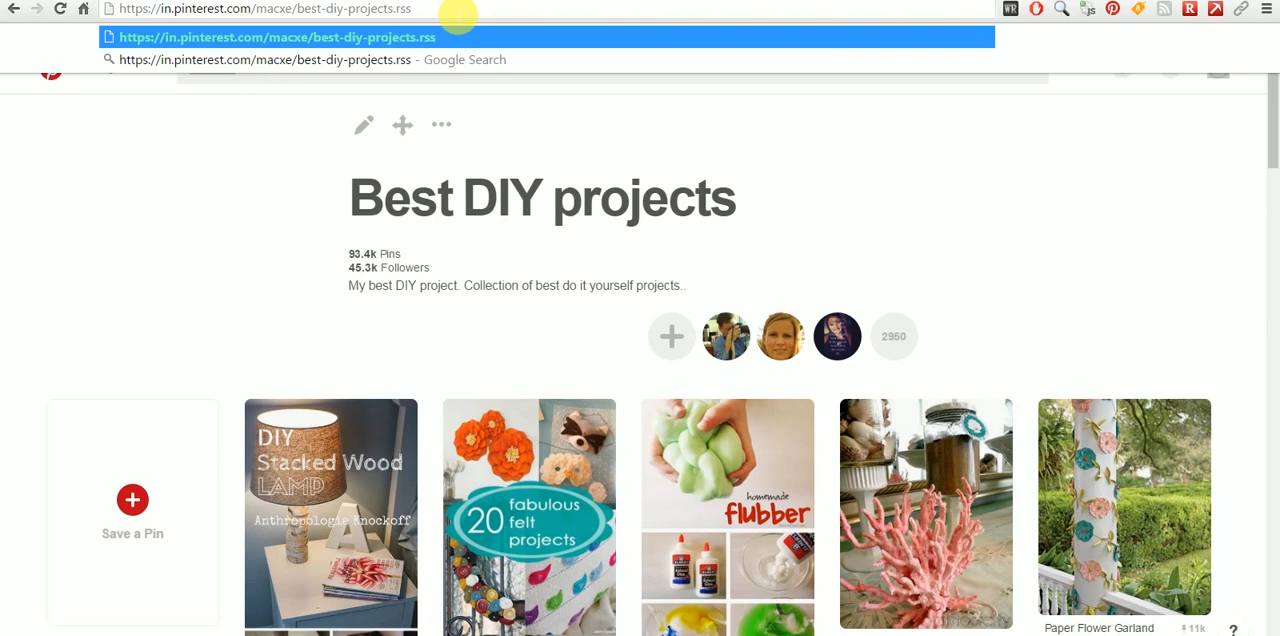 https://in.pinterest.com/macxe/best-diy-projects.rss
WR
js
R
https://in.pinterest.com/macxe/best-diy-projects.rss
https://in.pinterest.com/macxe/best-diy-projects.rss - Google Search
Best DIY projects
93.4k Pins
45.3k Followers
My best DIY project. Collection of best do it yourself projects..
2950
Save a Pin
DIY
Stacked Wood
LAMP
Anthropologie Knockoff
20 fabulous
felt
projects
homemade
flubber
Paper Flower Garland
11k
?